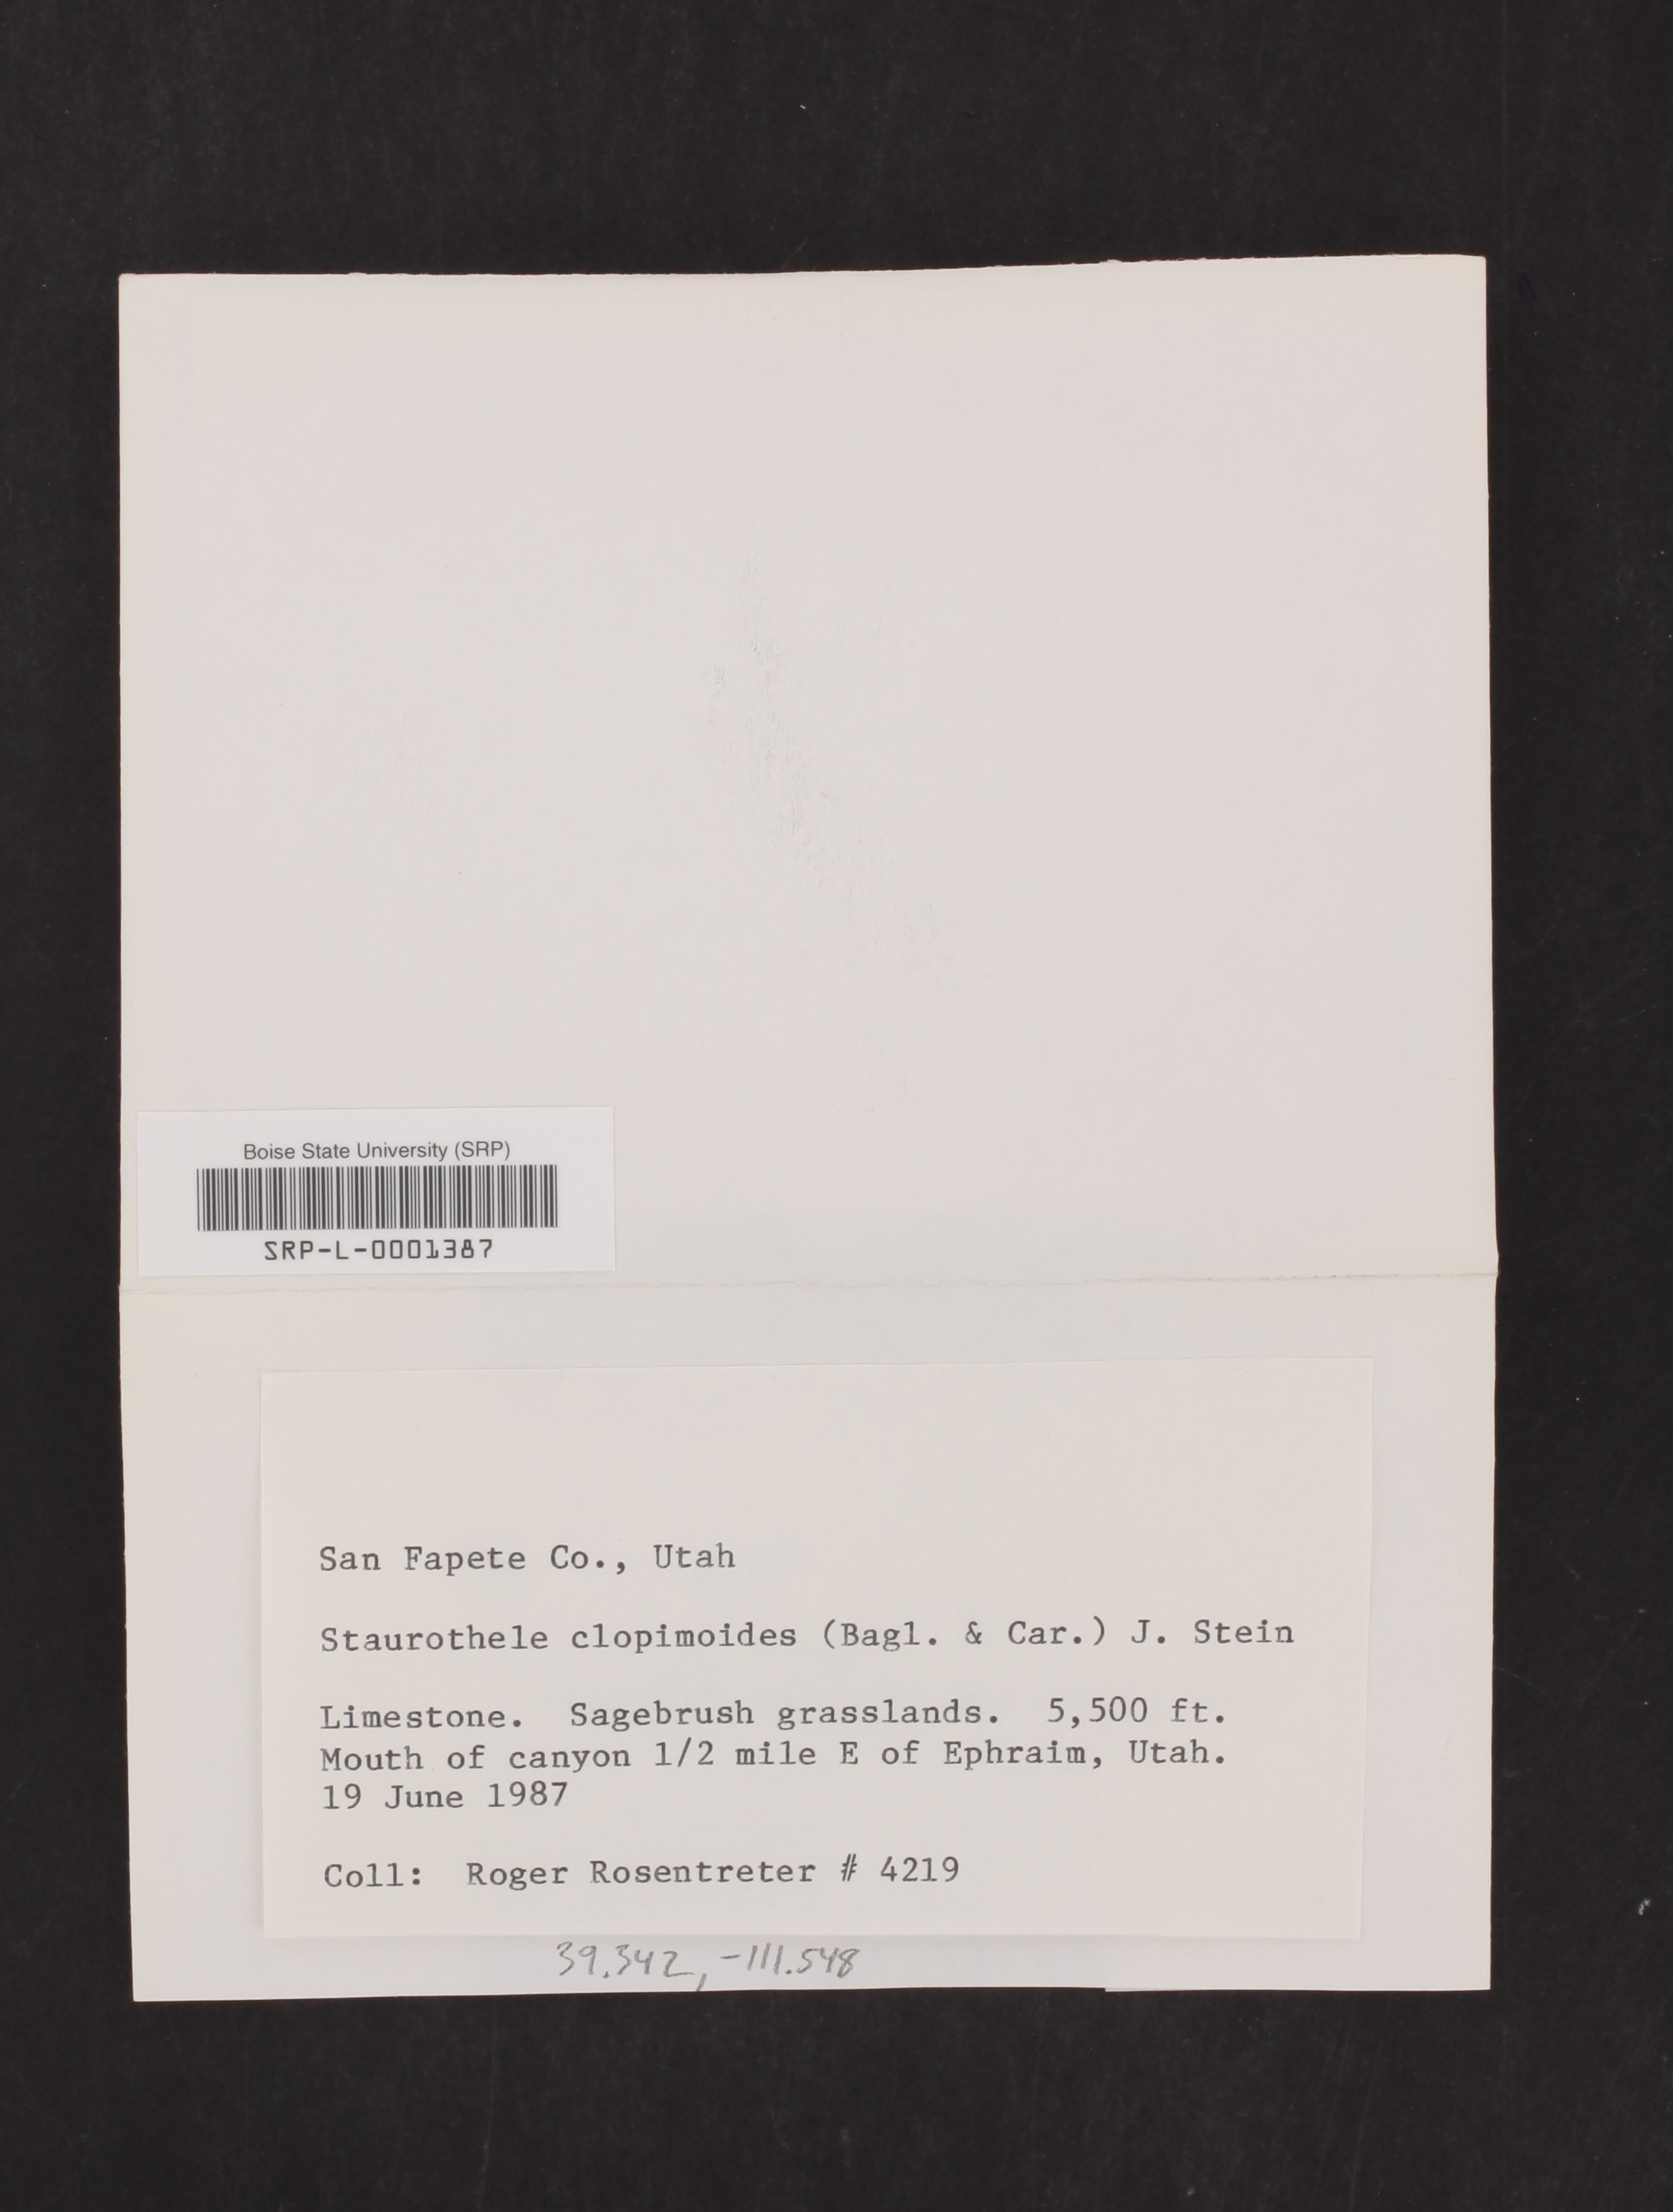 Boise State University (SRP)
SRP-L-0001387
San Fapete Co., Utah
Staurothele clopimoides (Bagl. & Car.) J. Stein
Limestone.  Sagebrush grasslands.  5,500 ft.
Mouth of canyon 1/2 mile E of Ephraim, Utah.
19 June 1987
Coll:  Roger Rosentreter # 4219
39.342, -111.548